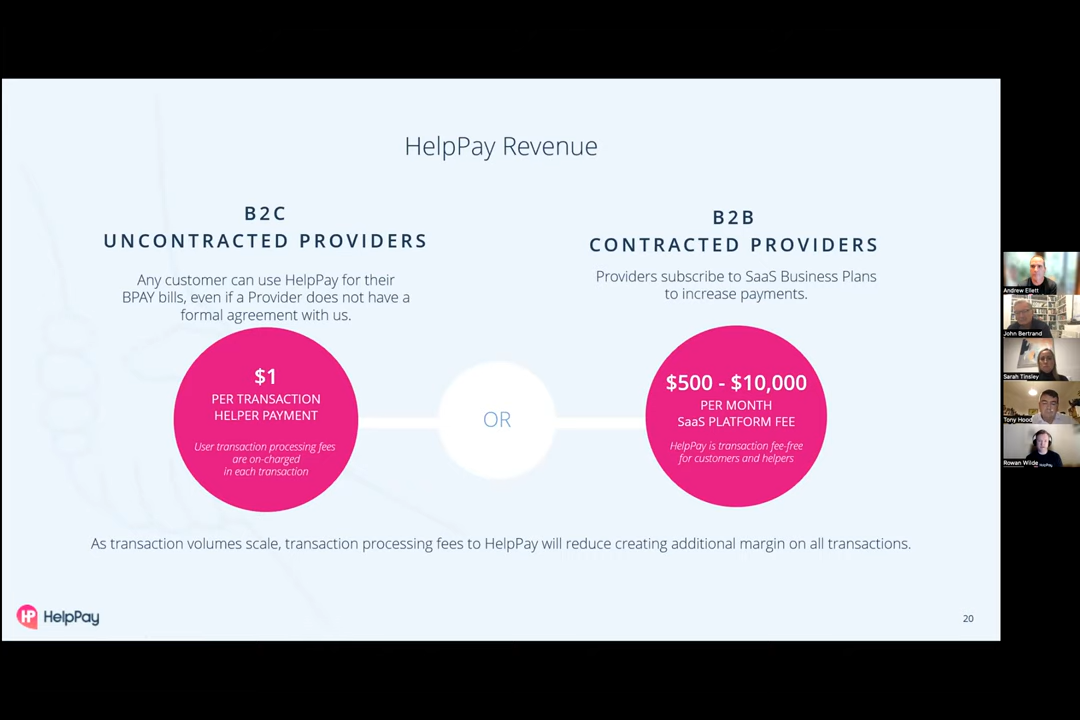 HelpPay Revenue
B2C
UNCONTRACTED PROVIDERS
Any customer can use HelpPay for their
BPAY bills, even if a Provider does not have a
formal agreement with us.
$1
PER TRANSACTION
HELPER PAYMENT
User transaction processing fees
are on-charged
in each transaction
OR
B2B
CONTRACTED PROVIDERS
Providers subscribe to SaaS Business Plans
to increase payments.
$500 - $10,000
PER MONTH
SaaS PLATFORM FEE
HelpPay is transaction fee-free
for customers and helpers
As transaction volumes scale, transaction processing fees to HelpPay will reduce creating additional margin on all transactions.
HP HelpPay
20
Andrew Ellett
John Bertrand
Sarah Tinsley
Tony Hood
Rowan Wilde